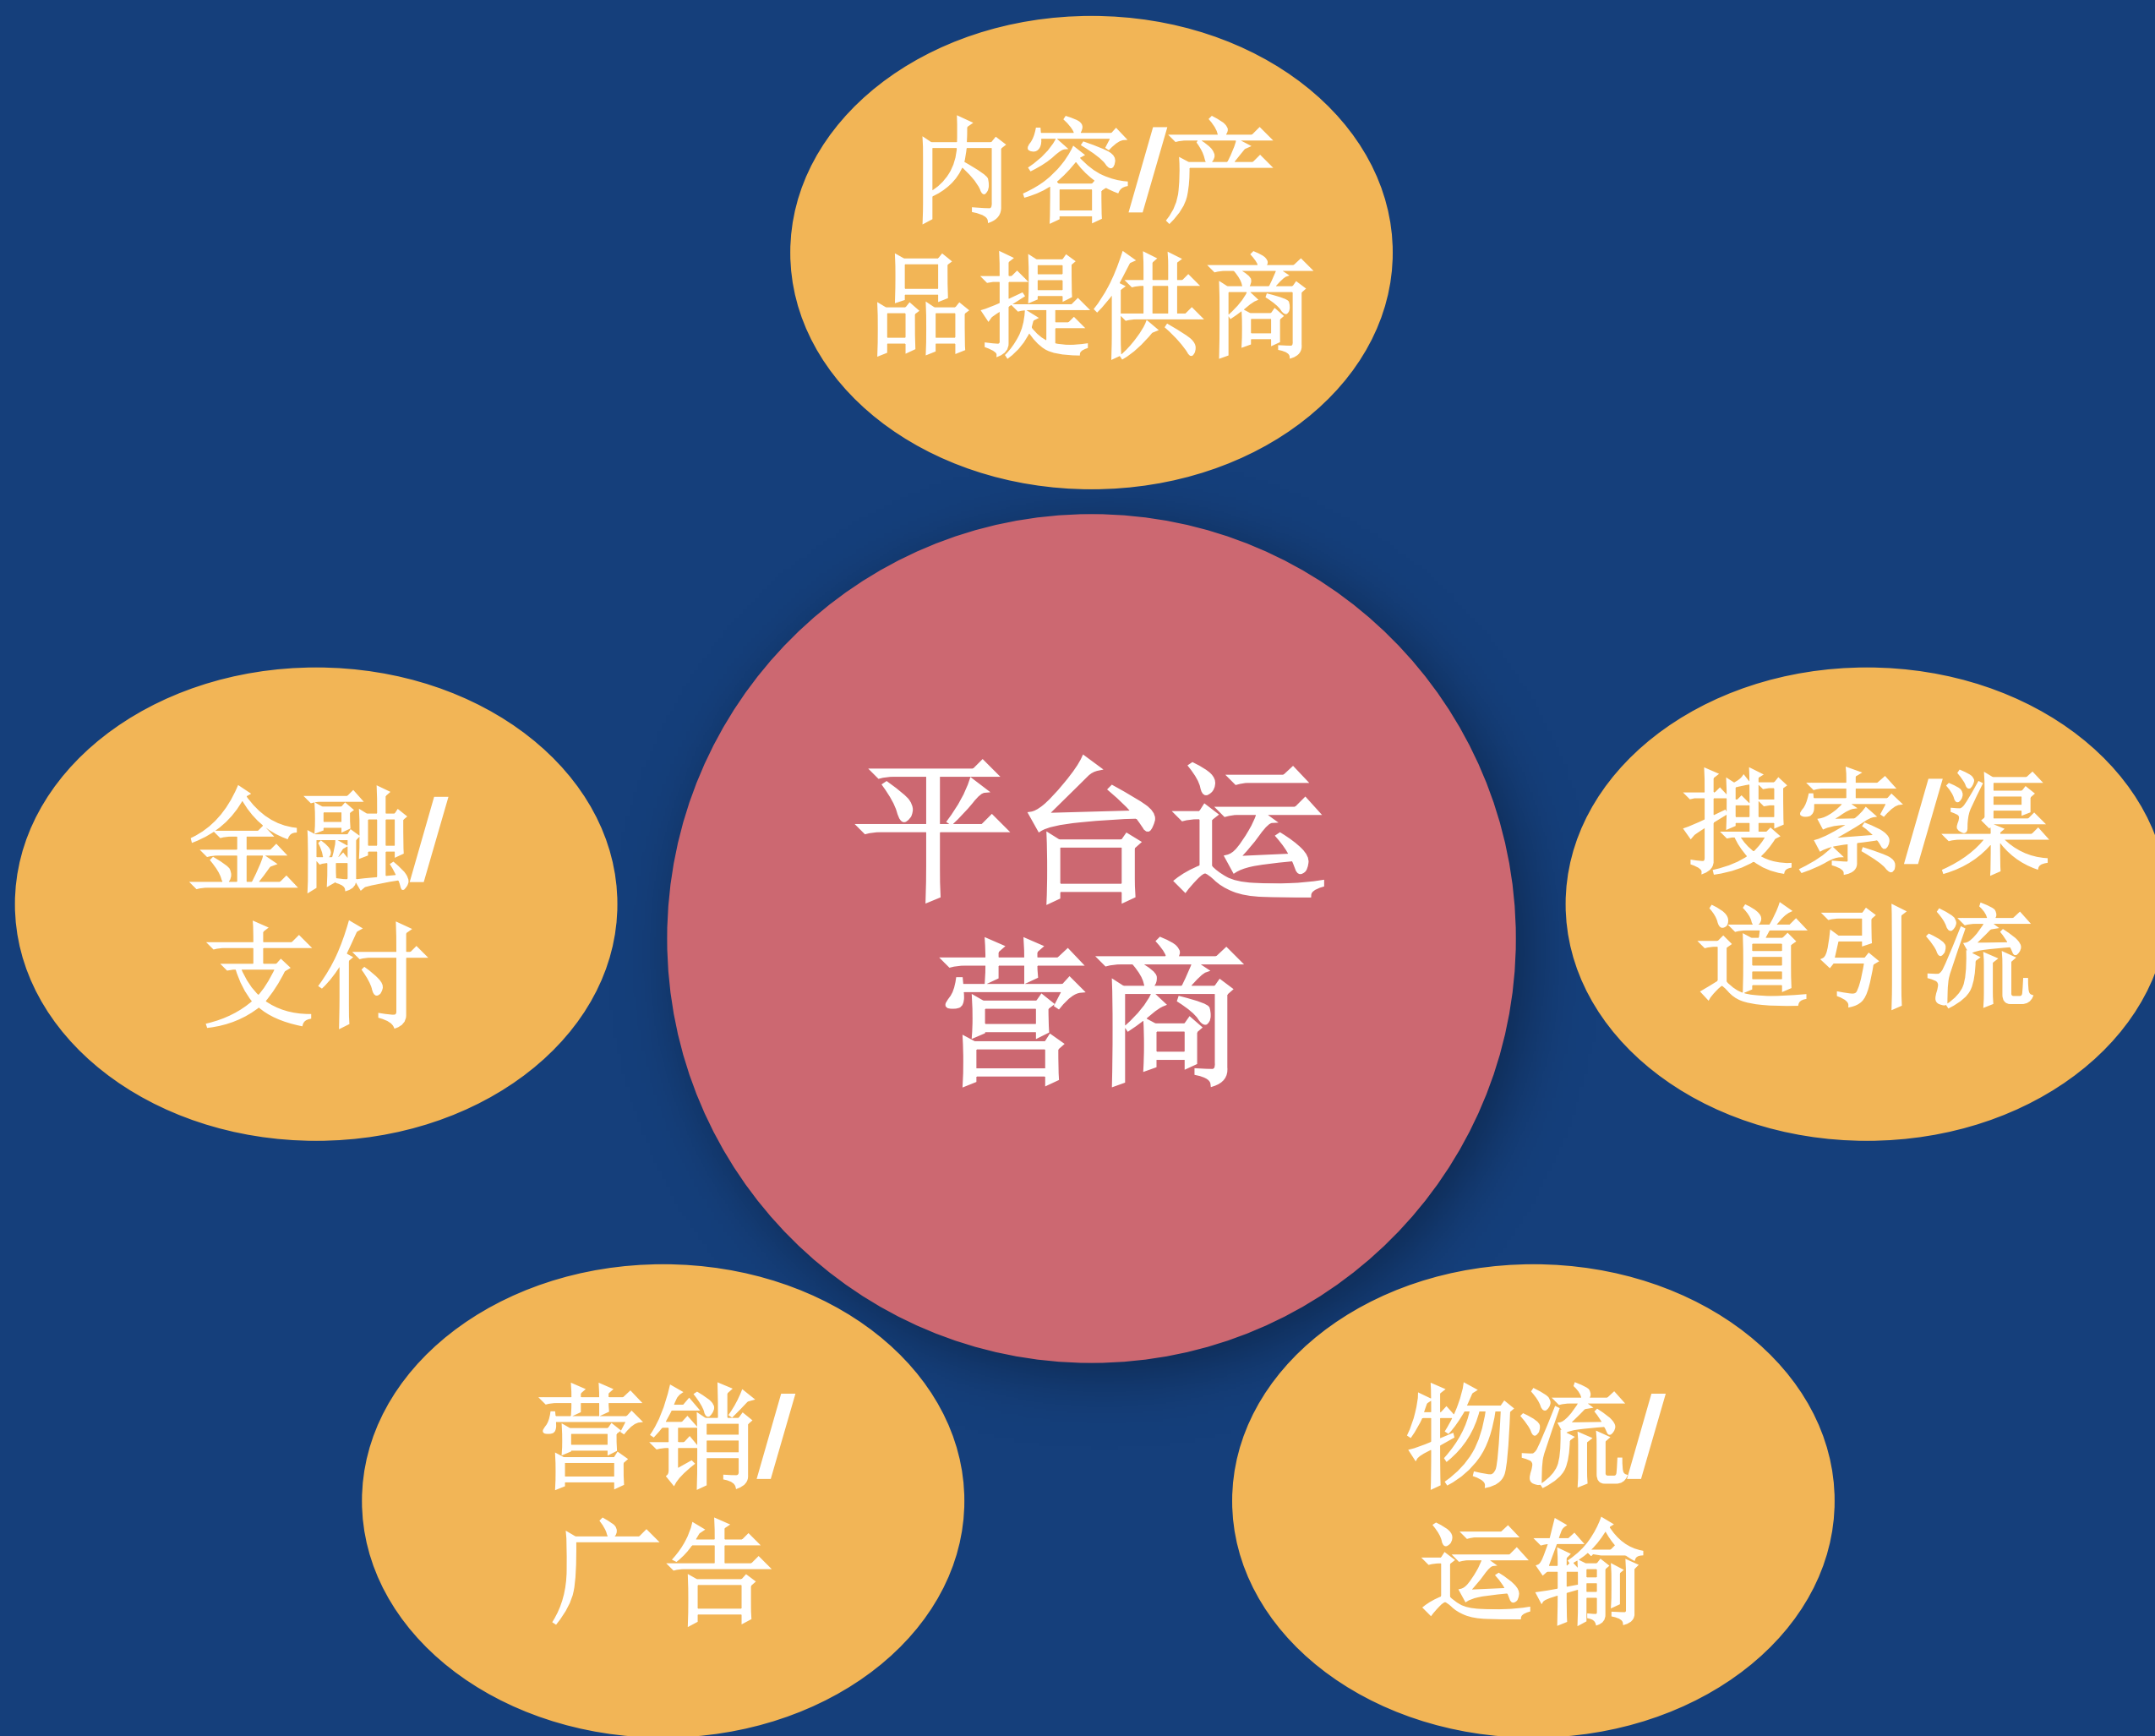 内容/产
品提供商
金融/
支付
平台运
营商
搜索/渠
道引流
营销/
广告
物流/
运输